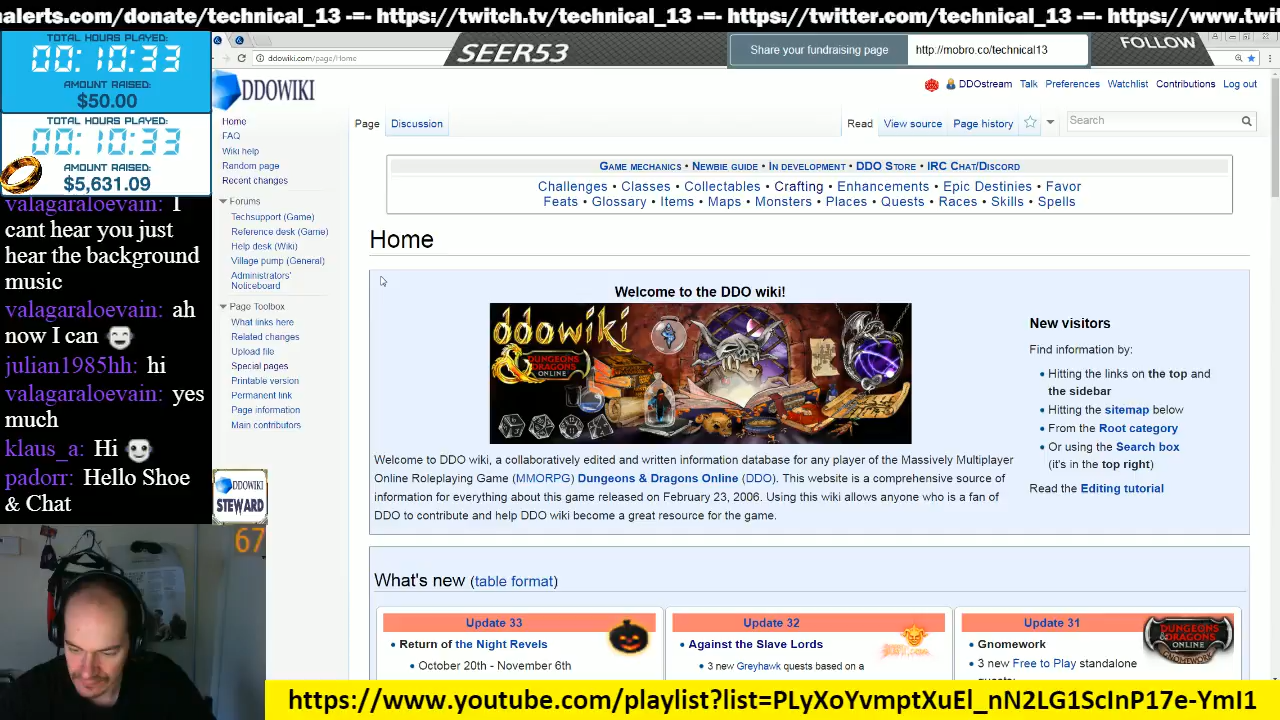 alerts.com/donate/technical_13 -=- https://twitch.tv/technical_13 -=- https://twitter.com/technical_13 -=- https://www.twi
TOTAL HOURS PLAYED:
00:10:33
AMOUNT RAISED:
$50.00
TOTAL HOURS PLAYED:
00:10:33
AMOUNT RAISED:
$5,631.09
valagaraloevain: I
cant hear you just
hear the background
music
valagaraloevain: ah
now I can
julian1985hh: hi
valagaraloevain: yes
much
klaus_a: Hi
padorr: Hello Shoe
& Chat
67
ddowiki.com/page/Home
SEER53
Share your fundraising page
http://mobro.co/technical13
FOLLOW
DDOWIKI
DDOstream Talk Preferences Watchlist Contributions Log out
Home
FAQ
Wiki help
Random page
Recent changes
Forums
Techsupport (Game)
Reference desk (Game)
Help desk (Wiki)
Village pump (General)
Administrators'
Noticeboard
Page Toolbox
What links here
Related changes
Upload file
Special pages
Printable version
Permanent link
Page information
Main contributors
DDOWIKI
STEWARD
Page Discussion
Read View source Page history
Search
Game mechanics • Newbie guide • In development • DDO Store • IRC Chat/Discord
Challenges • Classes • Collectables • Crafting • Enhancements • Epic Destinies • Favor
Feats • Glossary • Items • Maps • Monsters • Places • Quests • Races • Skills • Spells
Home
Welcome to the DDO wiki!
ddowiki
DUNGEONS & DRAGONS ONLINE
Welcome to DDO wiki, a collaboratively edited and written information database for any player of the Massively Multiplayer
Online Roleplaying Game (MMORPG) Dungeons & Dragons Online (DDO). This website is a comprehensive source of
information for everything about this game released on February 23, 2006. Using this wiki allows anyone who is a fan of
DDO to contribute and help DDO wiki become a great resource for the game.
New visitors
Find information by:
• Hitting the links on the top and
the sidebar
• Hitting the sitemap below
• From the Root category
• Or using the Search box
(it's in the top right)
Read the Editing tutorial
What's new (table format)
Update 33
• Return of the Night Revels
• October 20th - November 6th
Update 32
• Against the Slave Lords
• 3 new Greyhawk quests based on a
Update 31
• Gnomework
• 3 new Free to Play standalone
DUNGEONS & DRAGONS
https://www.youtube.com/playlist?list=PLyXoYvmptXuEl_nN2LG1ScInP17e-YmI1